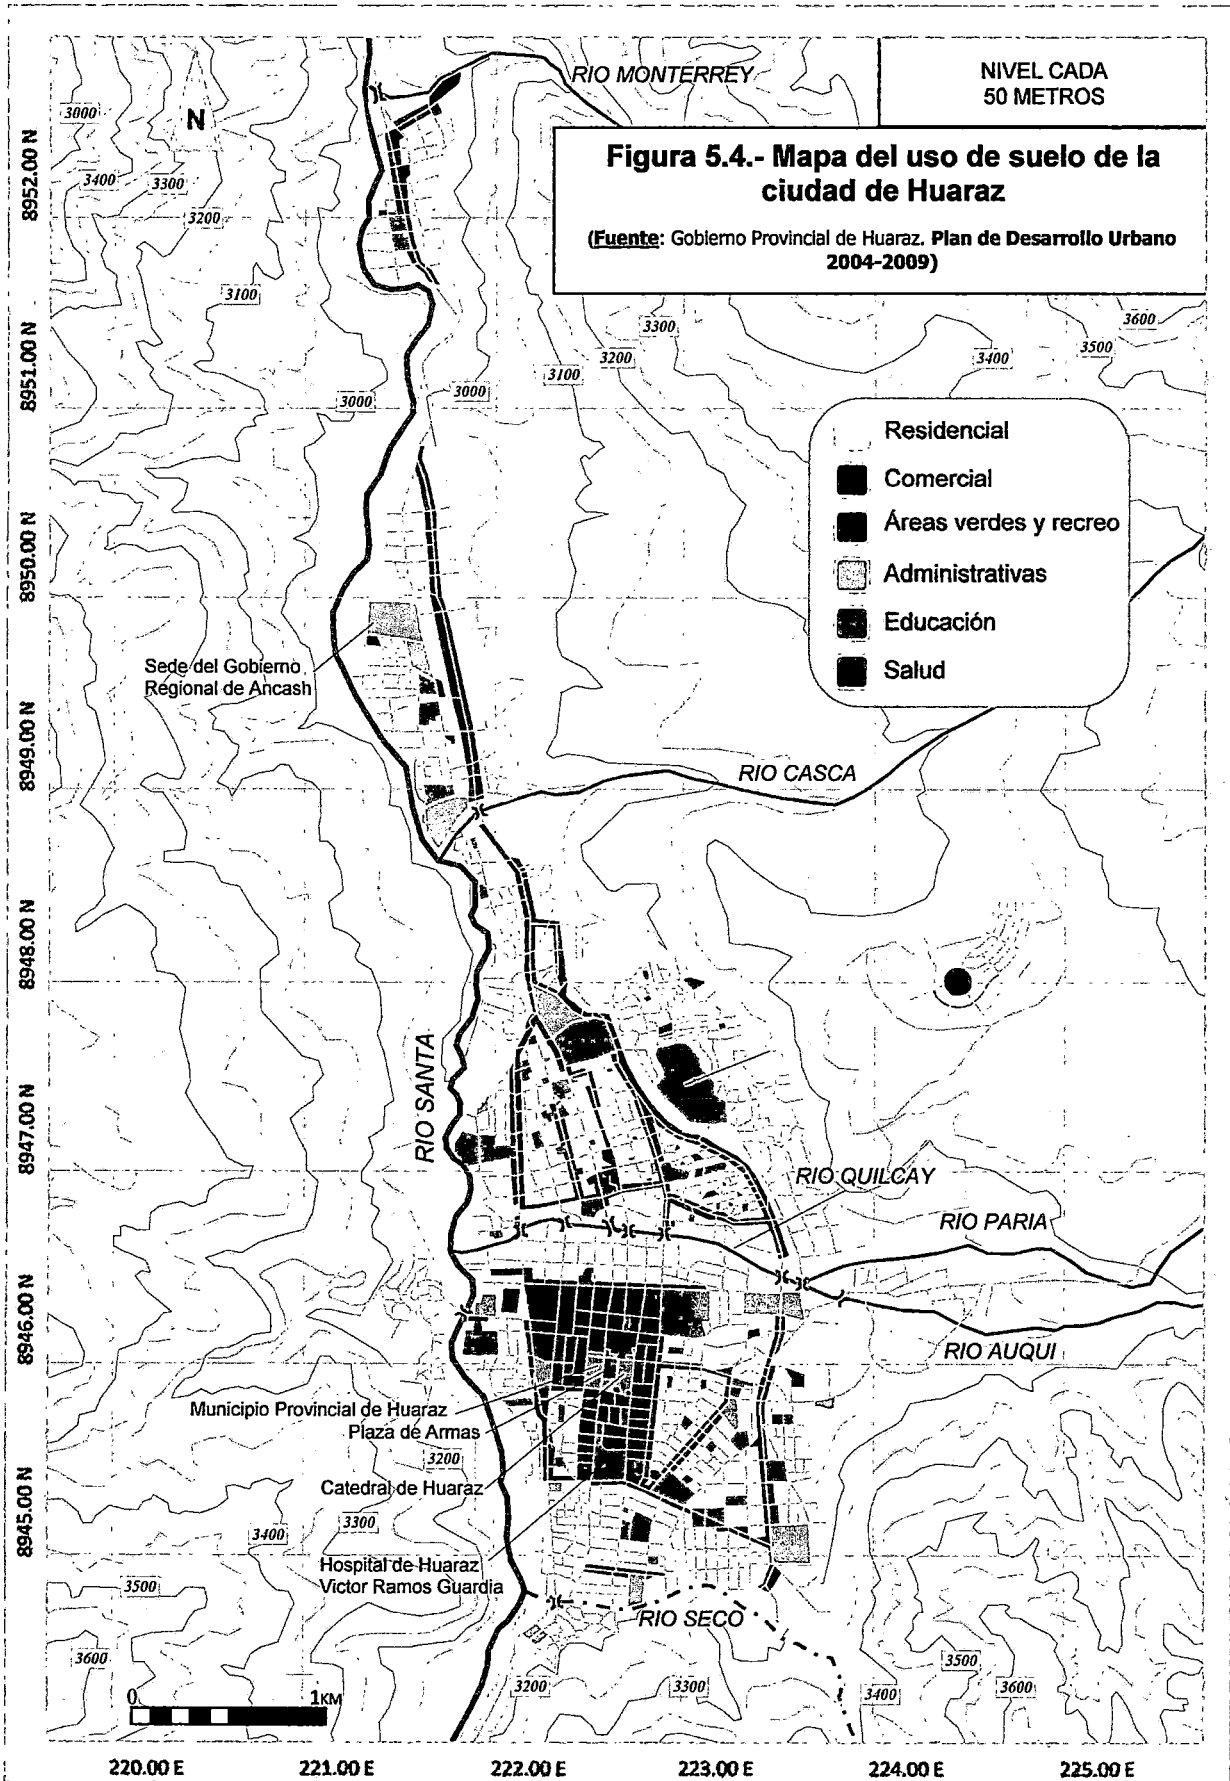 RIO MONTERREY
NIVEL CADA
50 METROS
N
Figura 5.4.- Mapa del uso de suelo de la
ciudad de Huaraz
(Fuente: Gobierno Provincial de Huaraz. Plan de Desarrollo Urbano
2004-2009)
3000
3400
3300
3200
3100
3000
3000
3100
3200
3300
3400
3500
3600
Residencial
Comercial
Áreas verdes y recreo
Administrativas
Educación
Salud
Sede del Gobierno
Regional de Ancash
RIO CASCA
RIO SANTA
RIO QUILCAY
RIO PARIA
RIO AUQUI
Municipio Provincial de Huaraz
Plaza de Armas
3200
Catedral de Huaraz
3300
3400
Hospital de Huaraz
Victor Ramos Guardia
3500
RIO SECO
3600
3200
3300
3400
3500
3600
0 1KM
8952.00 N
8951.00 N
8950.00 N
8949.00 N
8948.00 N
8947.00 N
8946.00 N
8945.00 N
220.00 E
221.00 E
222.00 E
223.00 E
224.00 E
225.00 E